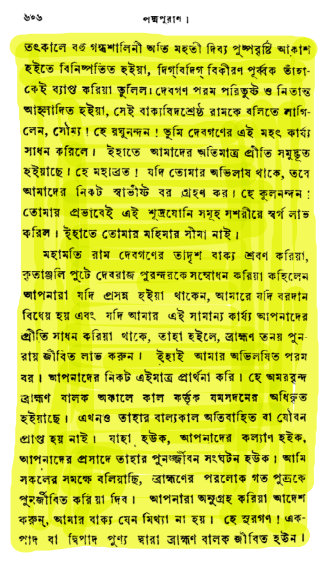 ৬০৬ পদ্মপুরাণ।
তৎকালে বহু গন্ধশালিনী অতি মহতী দিব্য পুষ্পবৃষ্টি আকাশ
হইতে বিনিষ্পতিত হইয়া, দিগ্বিদিগ্ বিকীরণ পূর্ব্বক তাঁহা-
কেই ব্যাপ্ত করিয়া তুলিল। দেবগণ পরম পরিতুষ্ট ও নিতান্ত
আহ্লাদিত হইয়া, সেই বাক্যবিদশ্রেষ্ঠ রামকে বলিতে লাগি-
লেন, সৌম্য! হে রঘুনন্দন! তুমি দেবগণের এই মহৎ কার্য্য
সাধন করিলে। ইহাতে আমাদের অতিমাত্র প্রীতি সমুদ্ভূত
হইয়াছে। হে মহাব্রত! যদি তোমার অভিলাষ থাকে, তবে
আমাদের নিকট স্বাভীষ্ট বর গ্রহণ কর। হে কুলনন্দন!
তোমার প্রভাবেই এই শূদ্রযোনি সমূহ সশরীরে স্বর্গ লাভ
করিল। ইহাতে তোমার মহিমার সীমা নাই।
মহামতি রাম দেবগণের তাদৃশ বাক্য শ্রবণ করিয়া,
কৃতাঞ্জলি পুটে দেবরাজ পুরন্দরকে সম্বোধন করিয়া কহিলেন
আপনারা যদি প্রসন্ন হইয়া থাকেন, আমারে যদি বরদান
বিধেয় হয় এবং যদি আমার এই সামান্য কার্য্য আপনাদের
প্রীতি সাধন করিয়া থাকে, তাহা হইলে, ব্রাহ্মণ তনয় পুন-
রায় জীবিত লাভ করুন। ইহাই আমার অভিলষিত পরম
বর। আপনাদের নিকট এইমাত্র প্রার্থনা করি। হে অমরবৃন্দ
ব্রাহ্মণ বালক অকালে কাল কর্ত্তৃক যমসদনের অধিকৃত
হইয়াছে। এখনও তাহার বাল্যকাল অতিবাহিত বা যৌবন
প্রাপ্ত হয় নাই। যাহা হউক, আপনাদের কল্যাণ হইক,
আপনাদের প্রসাদে তাহার পুনর্জ্জীবন সংঘটন হউক। আমি
সকলের সমক্ষে বলিয়াছি, ব্রাহ্মণের পরলোক গত পুত্রকে
পুনর্জীবিত করিয়া দিব। আপনারা অনুগ্রহ করিয়া আদেশ
করুন্, আমার বাক্য যেন মিথ্যা না হয়। হে সুরগণ! এক-
পাদ বা দ্বিপাদ পুণ্য দ্বারা ব্রাহ্মণ বালক জীবিত হউন।